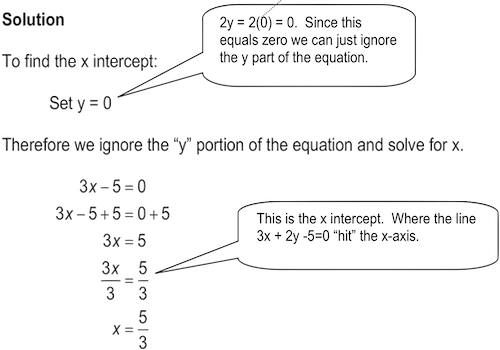 Solution
2y = 2(0) = 0.  Since this
equals zero we can just ignore
the y part of the equation.
To find the x intercept:
Set y = 0
Therefore we ignore the “y” portion of the equation and solve for x.
3x – 5 = 0
3x – 5 + 5 = 0 + 5
3x = 5
This is the x intercept.  Where the line
3x + 2y -5=0 “hit” the x-axis.
3x/3 = 5/3
x = 5/3